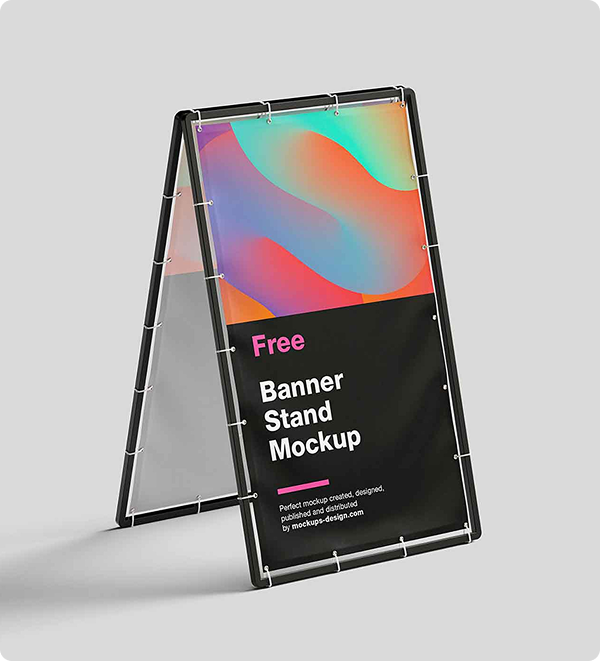 Free
Banner
Stand
Mockup
Perfect mockup created, designed,
published and distributed
by mockups-design.com